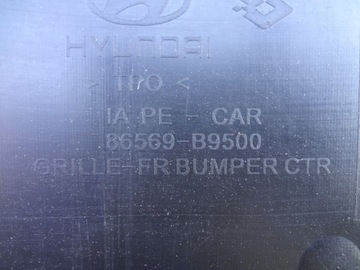 HYUNDAI
> TPO <
IA PE - CAR
86569-B9500
GRILLE-FR BUMPER CTR